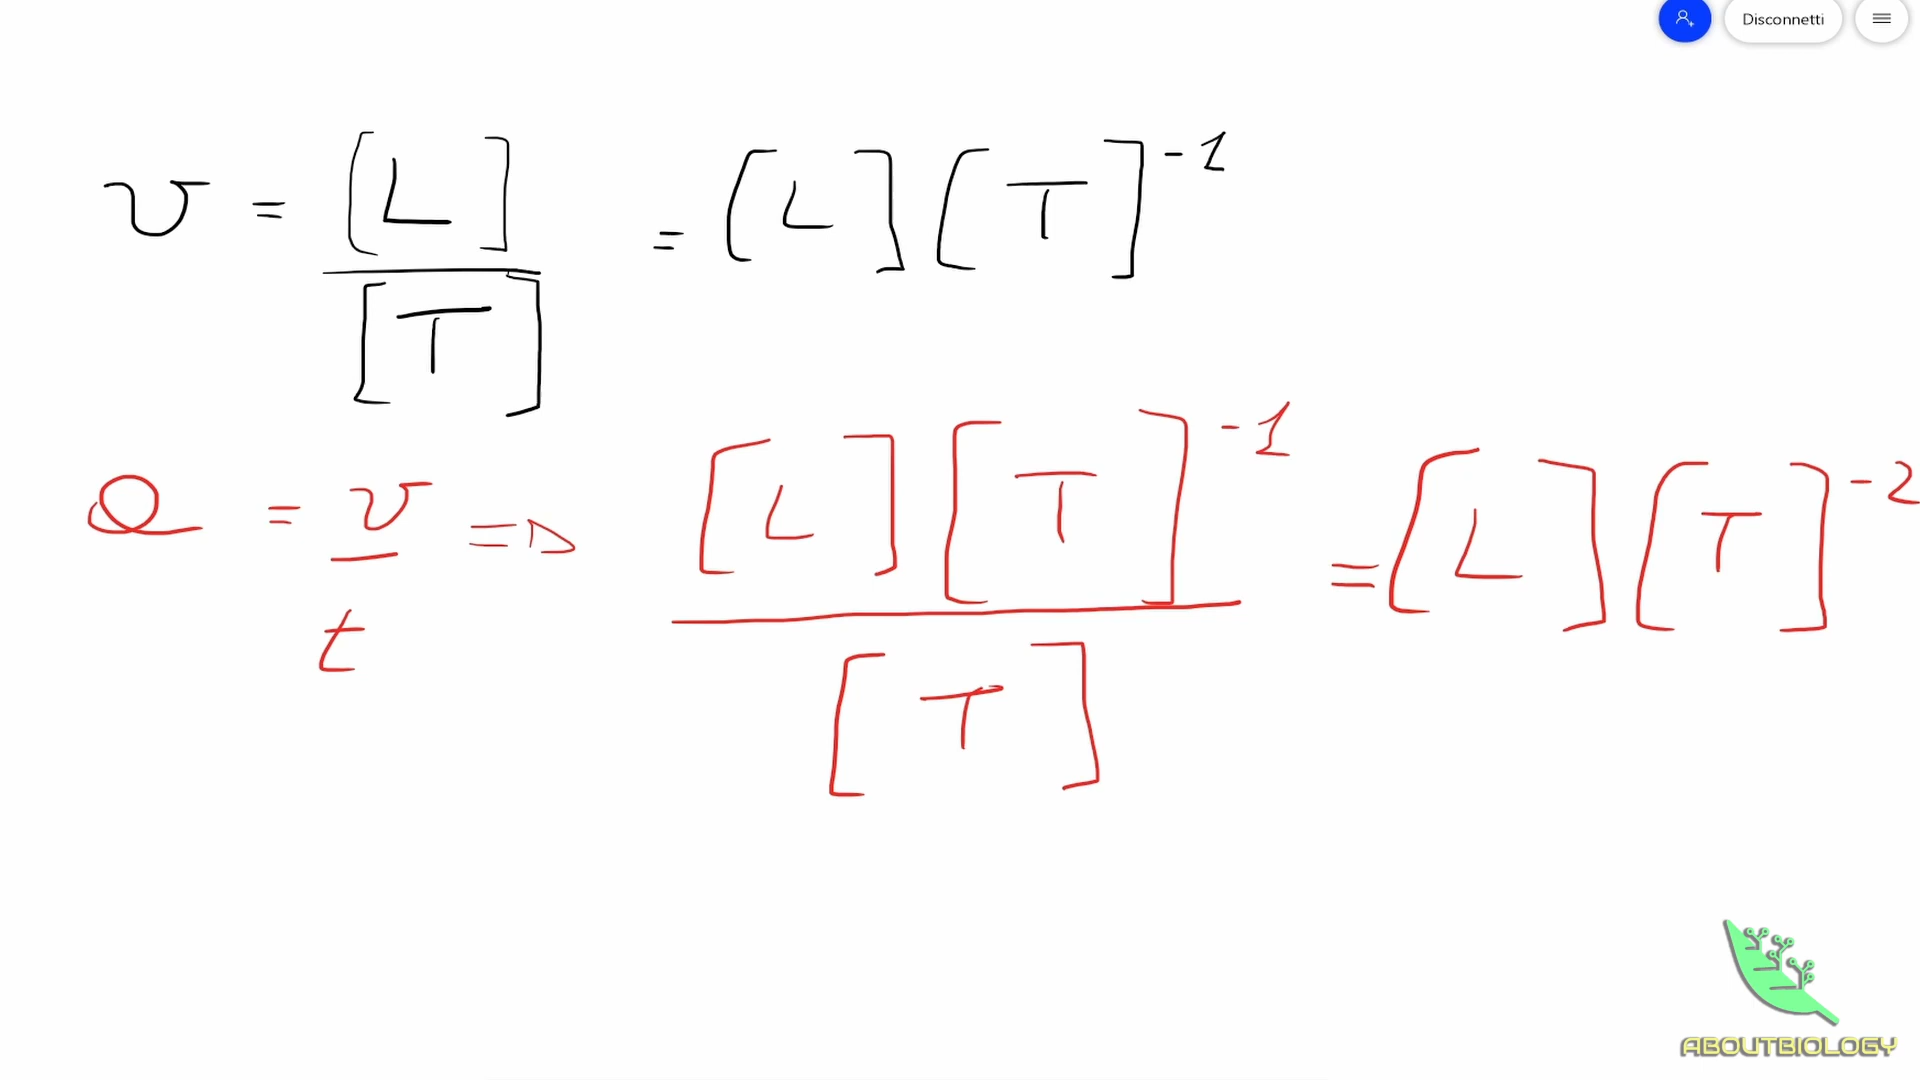 Disconnetti
v = [L] / [T] = [L] [T]^-1
a = v / t => [L] [T]^-1 / [T] = [L] [T]^-2
ABOUTBIOLOGY